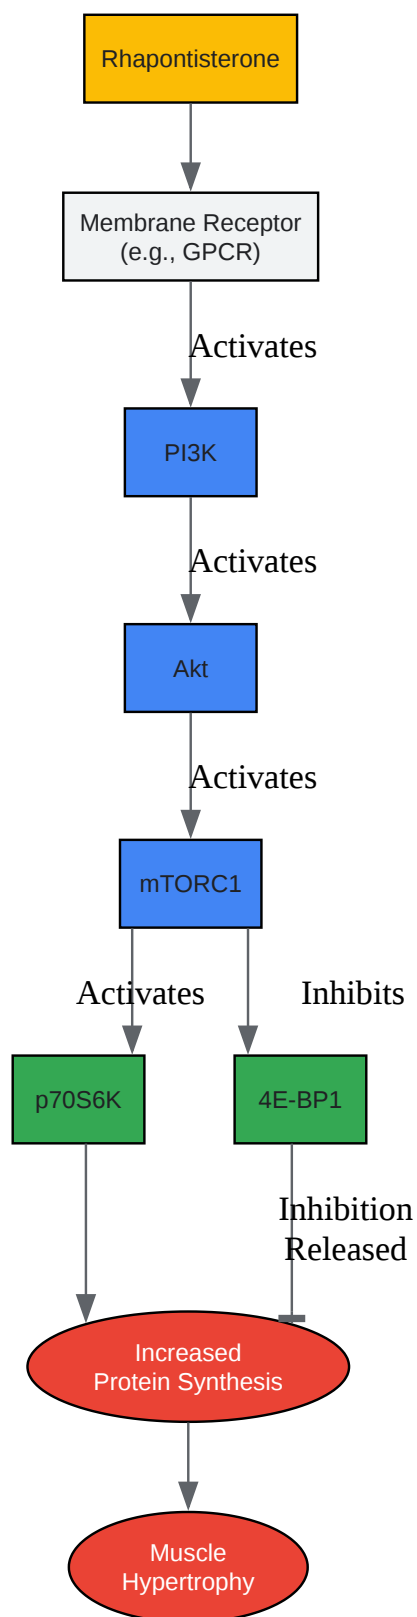 Rhapontisterone
Membrane Receptor
(e.g., GPCR)
Activates
PI3K
Activates
Akt
Activates
mTORC1
Activates
Inhibits
p70S6K
4E-BP1
Inhibition
Released
Increased
Protein Synthesis
Muscle
Hypertrophy